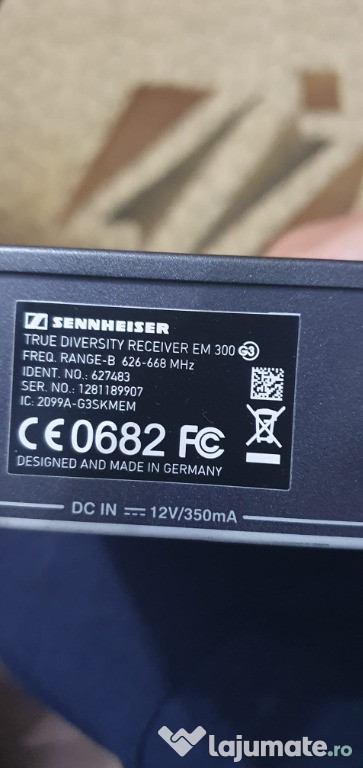 SENNHEISER
TRUE DIVERSITY RECEIVER EM 300 G3
FREQ. RANGE-B 626-668 MHz
IDENT. NO.: 627483
SER. NO.: 1281189907
IC: 2099A-G3SKMEM
CE0682 FC
DESIGNED AND MADE IN GERMANY
DC IN 12V/350mA
lajumate.ro